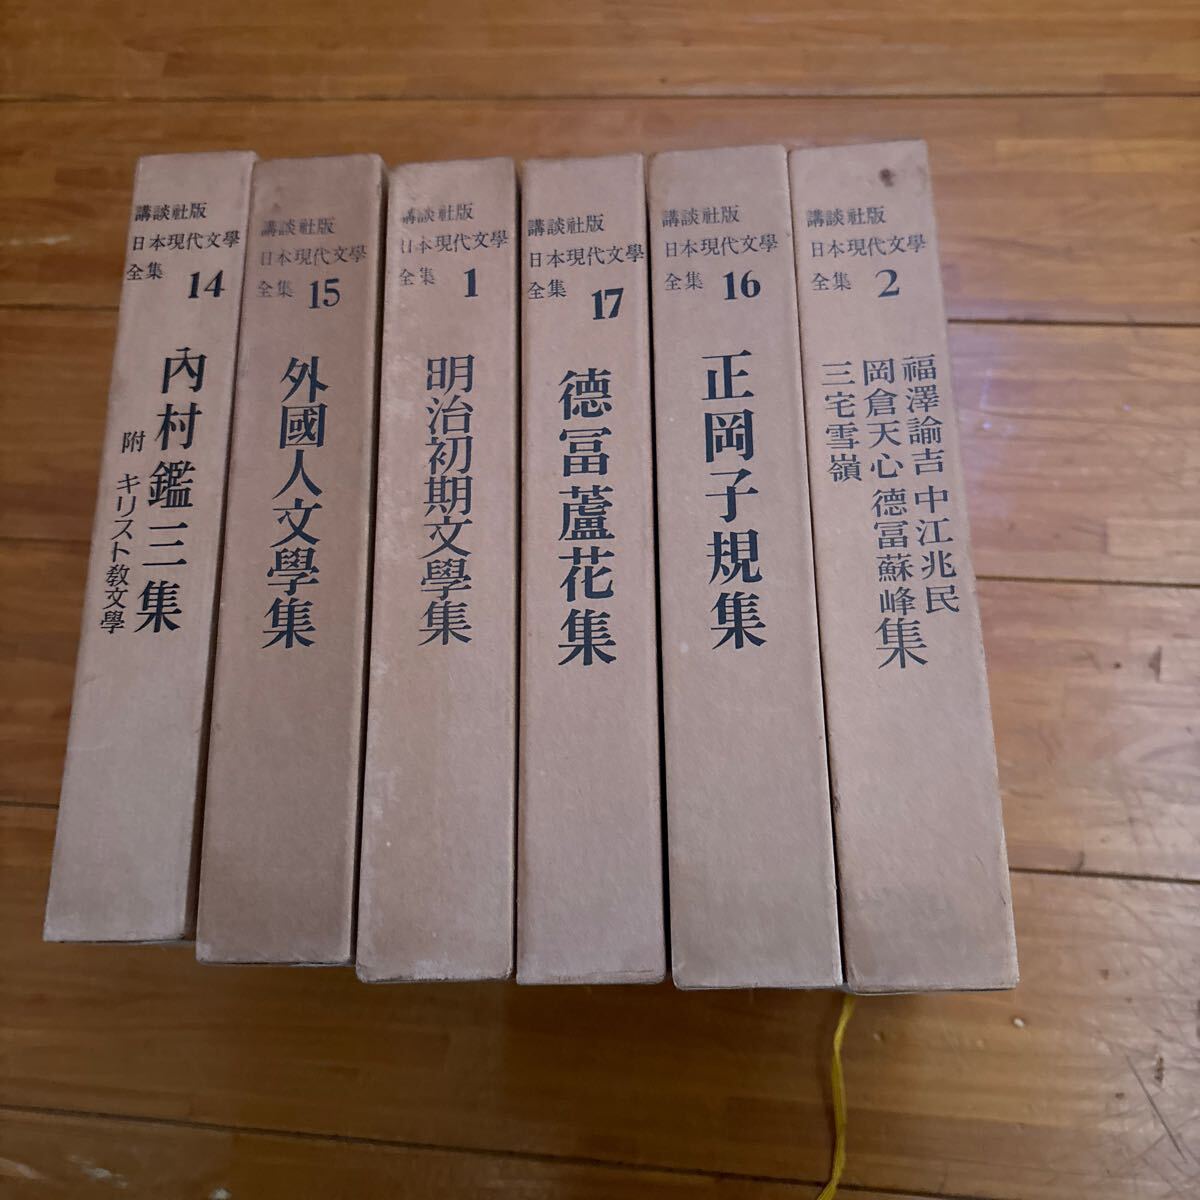 講談社版
日本現代文學
全集 14
內村鑑三集
附 キリスト教文學
講談社版
日本現代文學
全集 15
外國人文學集
講談社版
日本現代文學
全集 1
明治初期文學集
講談社版
日本現代文學
全集 17
德冨蘆花集
講談社版
日本現代文學
全集 16
正岡子規集
講談社版
日本現代文學
全集 2
福澤諭吉 中江兆民
岡倉天心 德冨蘇峰集
三宅雪嶺